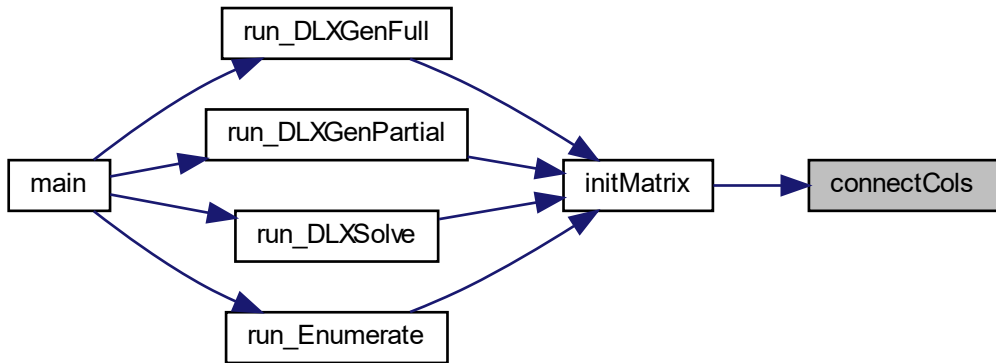 run_DLXGenFull
run_DLXGenPartial
main
initMatrix
connectCols
run_DLXSolve
run_Enumerate